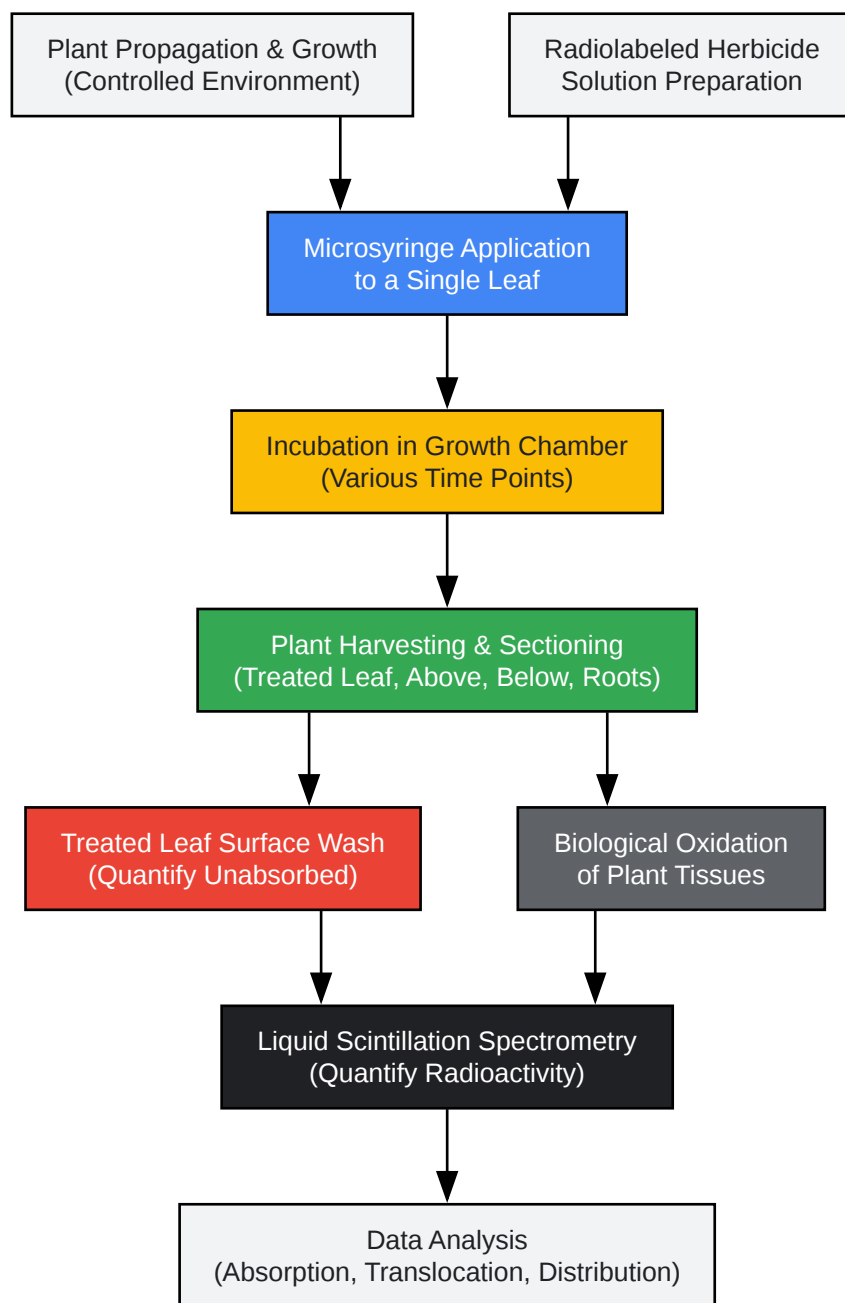 Plant Propagation & Growth
(Controlled Environment)
Radiolabeled Herbicide
Solution Preparation
Microsyringe Application
to a Single Leaf
Incubation in Growth Chamber
(Various Time Points)
Plant Harvesting & Sectioning
(Treated Leaf, Above, Below, Roots)
Treated Leaf Surface Wash
(Quantify Unabsorbed)
Biological Oxidation
of Plant Tissues
Liquid Scintillation Spectrometry
(Quantify Radioactivity)
Data Analysis
(Absorption, Translocation, Distribution)